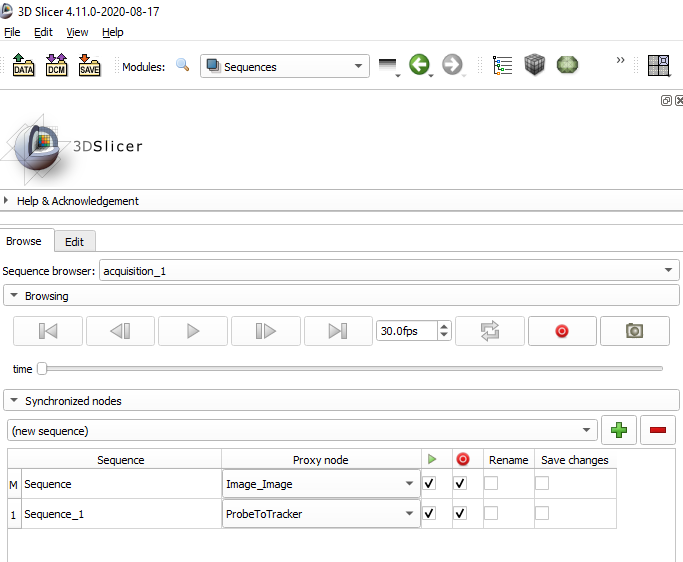 3D Slicer 4.11.0-2020-08-17
File Edit View Help
DATA DCM SAVE Modules: Sequences »
3DSlicer
Help & Acknowledgement
Browse Edit
Sequence browser: acquisition_1
Browsing
30.0fps
time
Synchronized nodes
(new sequence)
Sequence Proxy node Rename Save changes
M Sequence Image_Image
1 Sequence_1 ProbeToTracker